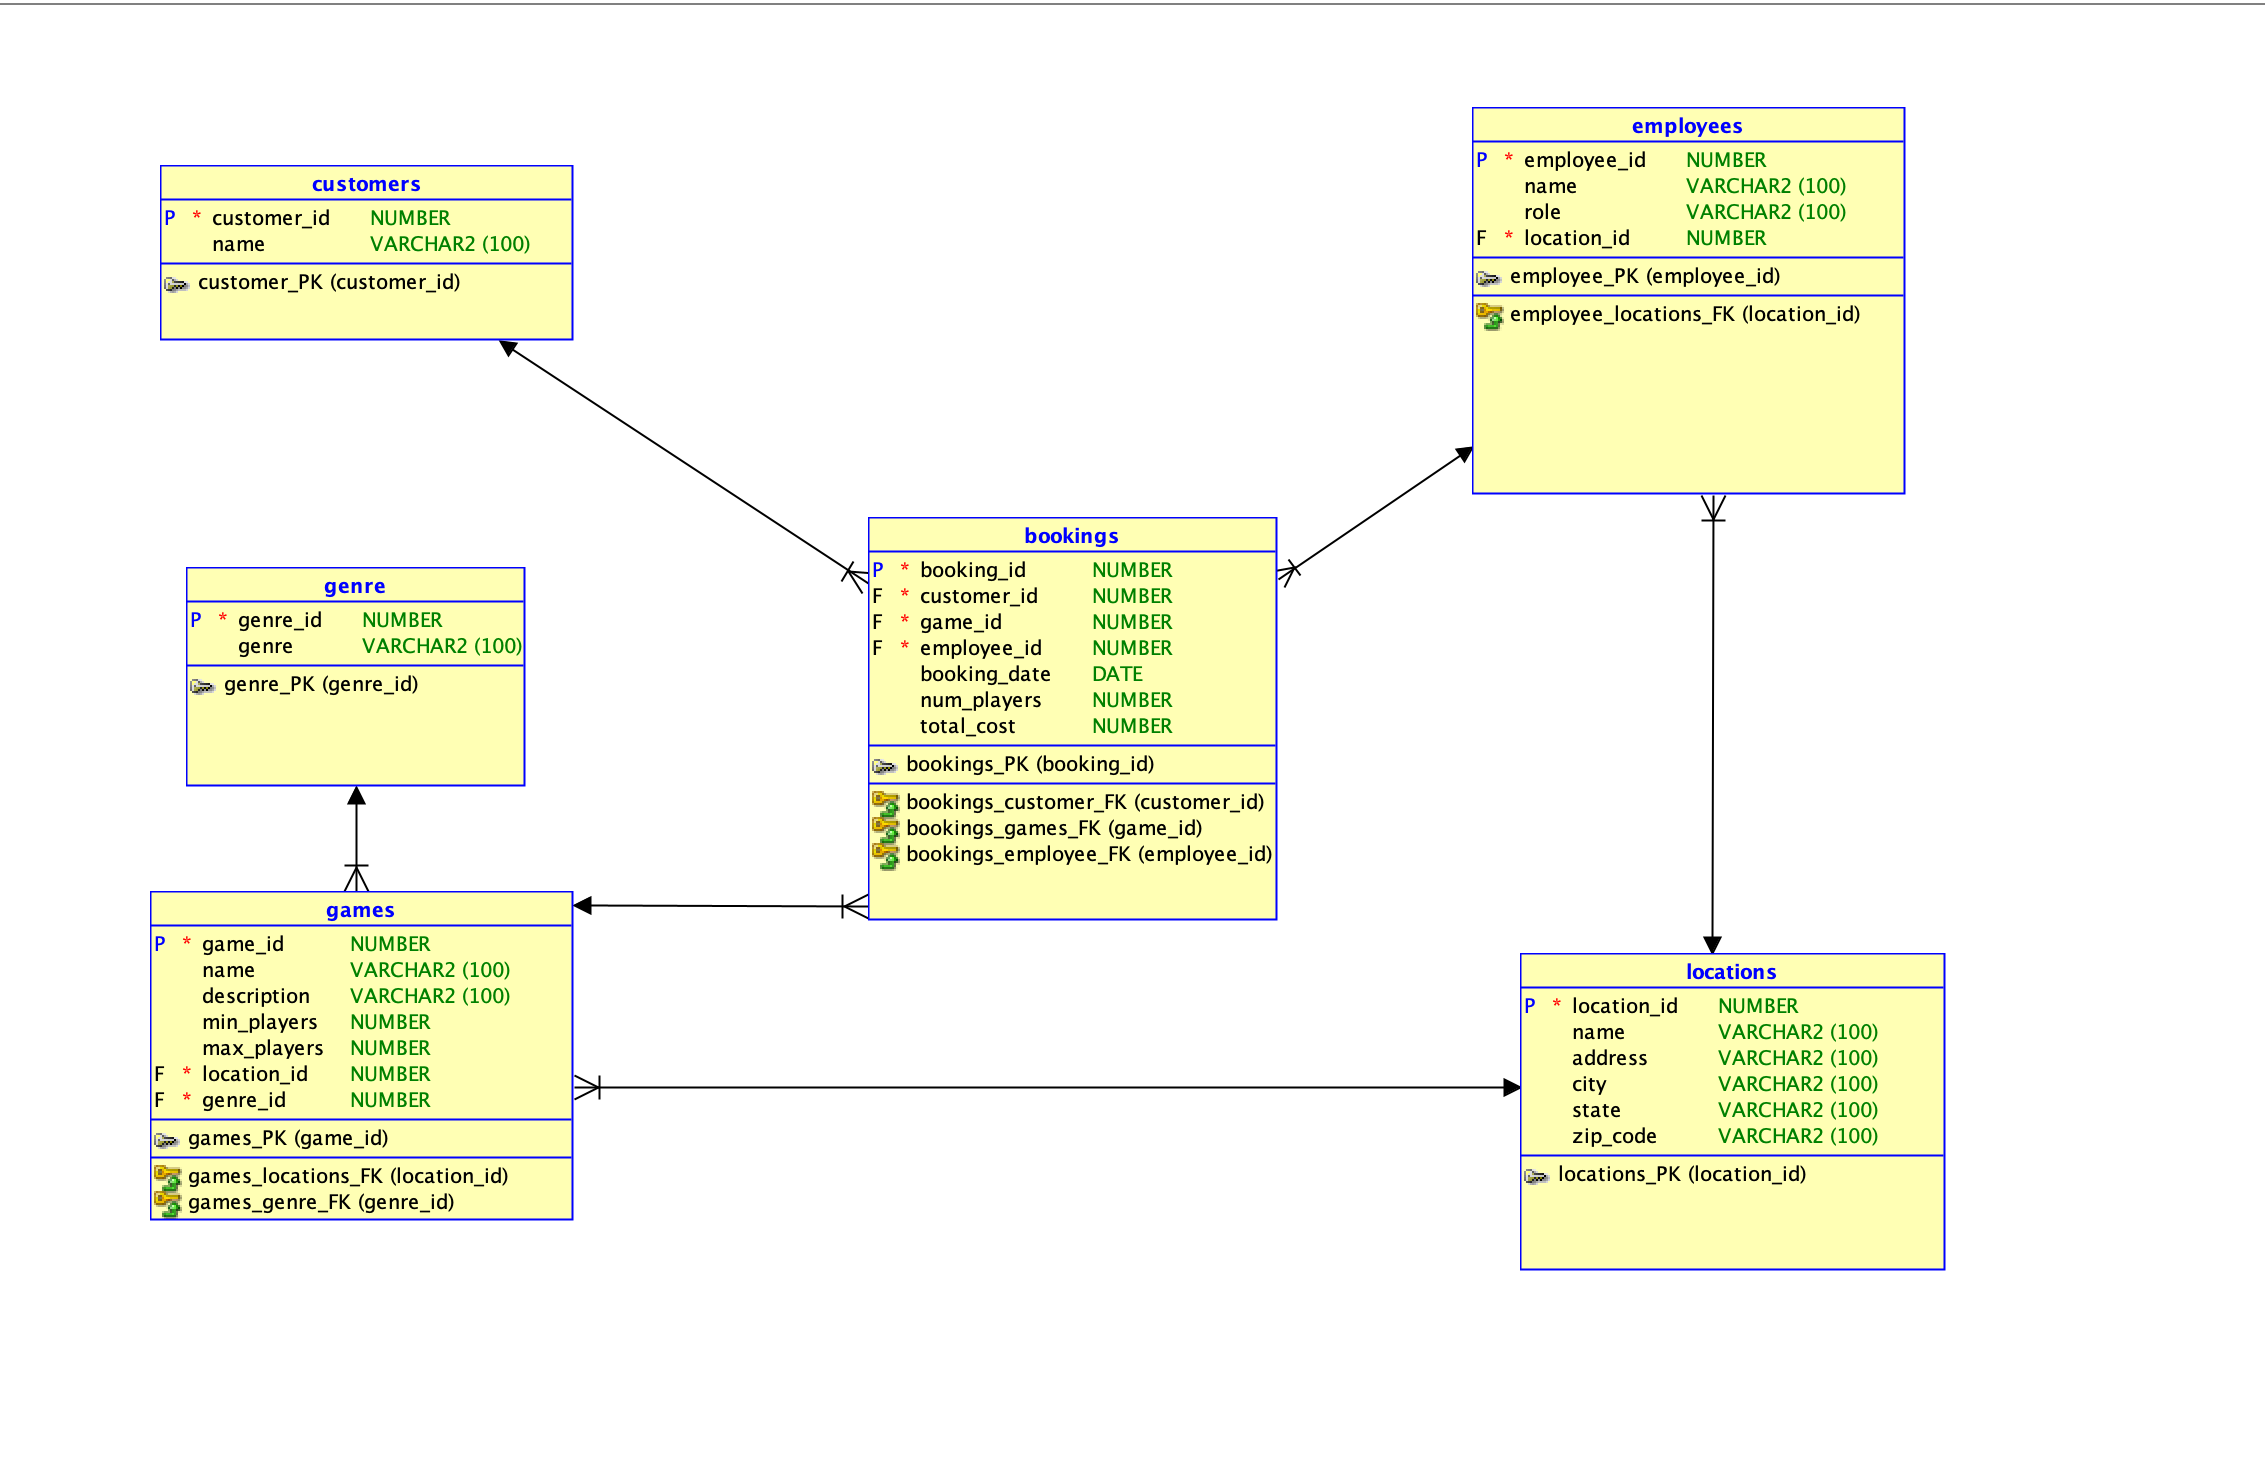 customers
P * customer_id NUMBER
name VARCHAR2 (100)
customer_PK (customer_id)
employees
P * employee_id NUMBER
name VARCHAR2 (100)
role VARCHAR2 (100)
F * location_id NUMBER
employee_PK (employee_id)
employee_locations_FK (location_id)
genre
P * genre_id NUMBER
genre VARCHAR2 (100)
genre_PK (genre_id)
bookings
P * booking_id NUMBER
F * customer_id NUMBER
F * game_id NUMBER
F * employee_id NUMBER
booking_date DATE
num_players NUMBER
total_cost NUMBER
bookings_PK (booking_id)
bookings_customer_FK (customer_id)
bookings_games_FK (game_id)
bookings_employee_FK (employee_id)
games
P * game_id NUMBER
name VARCHAR2 (100)
description VARCHAR2 (100)
min_players NUMBER
max_players NUMBER
F * location_id NUMBER
F * genre_id NUMBER
games_PK (game_id)
games_locations_FK (location_id)
games_genre_FK (genre_id)
locations
P * location_id NUMBER
name VARCHAR2 (100)
address VARCHAR2 (100)
city VARCHAR2 (100)
state VARCHAR2 (100)
zip_code VARCHAR2 (100)
locations_PK (location_id)